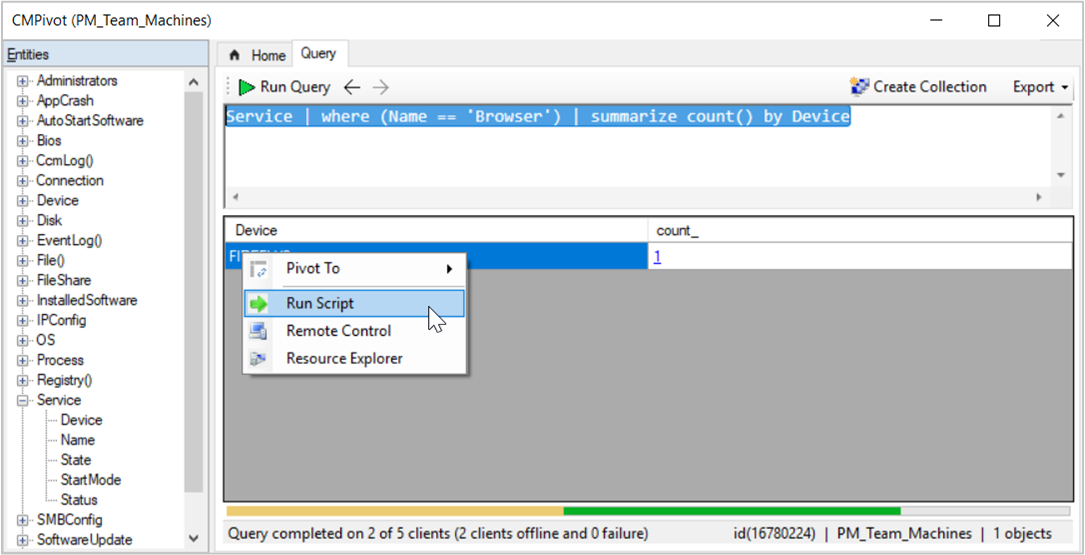 CMPivot (PM_Team_Machines)
Entities
Administrators
AppCrash
AutoStartSoftware
Bios
CcmLog()
Connection
Device
Disk
EventLog()
File()
FileShare
InstalledSoftware
IPConfig
OS
Process
Registry()
Service
Device
Name
State
StartMode
Status
SMBConfig
SoftwareUpdate
Home Query
Run Query Create Collection Export
Service | where (Name == 'Browser') | summarize count() by Device
Device count_
1
Pivot To
Run Script
Remote Control
Resource Explorer
Query completed on 2 of 5 clients (2 clients offline and 0 failure) id(16780224) | PM_Team_Machines | 1 objects